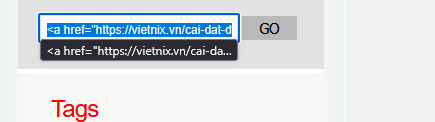 <a href="https://vietnix.vn/cai-dat-d
GO
<a href="https://vietnix.vn/cai-da...
Tags